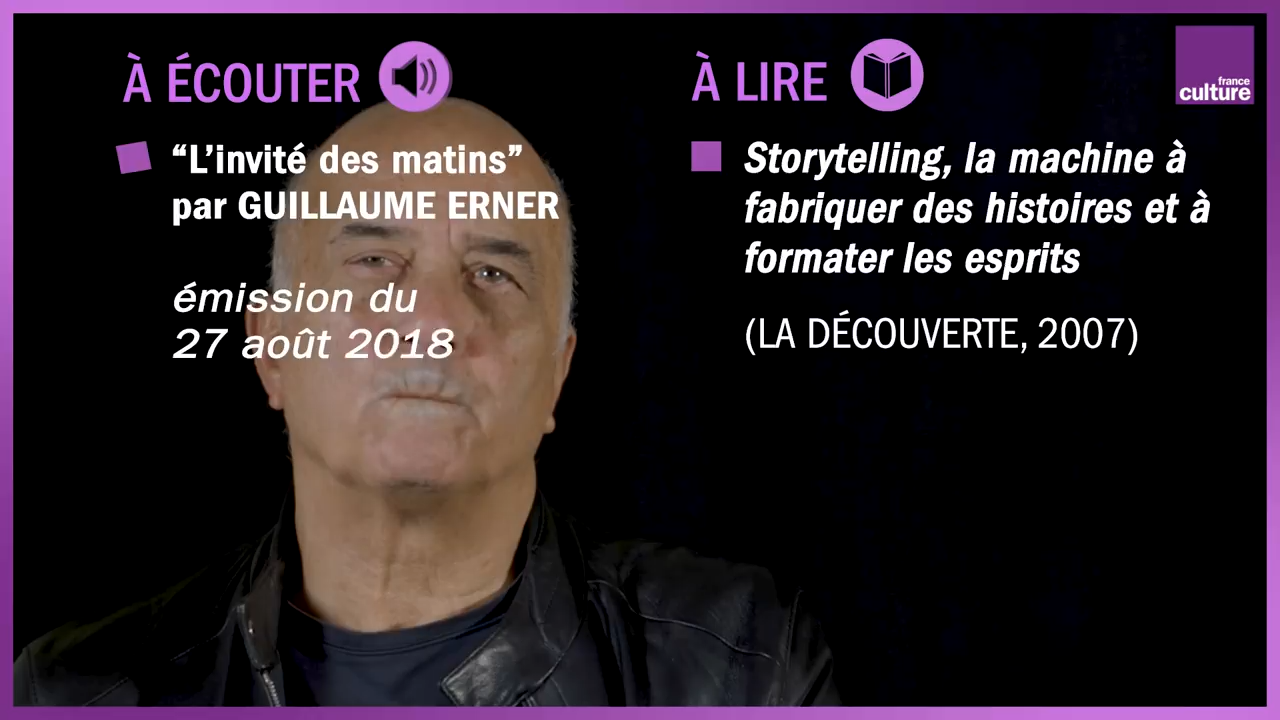 À ÉCOUTER
“L’invité des matins”
par GUILLAUME ERNER
émission du
27 août 2018
À LIRE
Storytelling, la machine à
fabriquer des histoires et à
formater les esprits
(LA DÉCOUVERTE, 2007)
france
culture